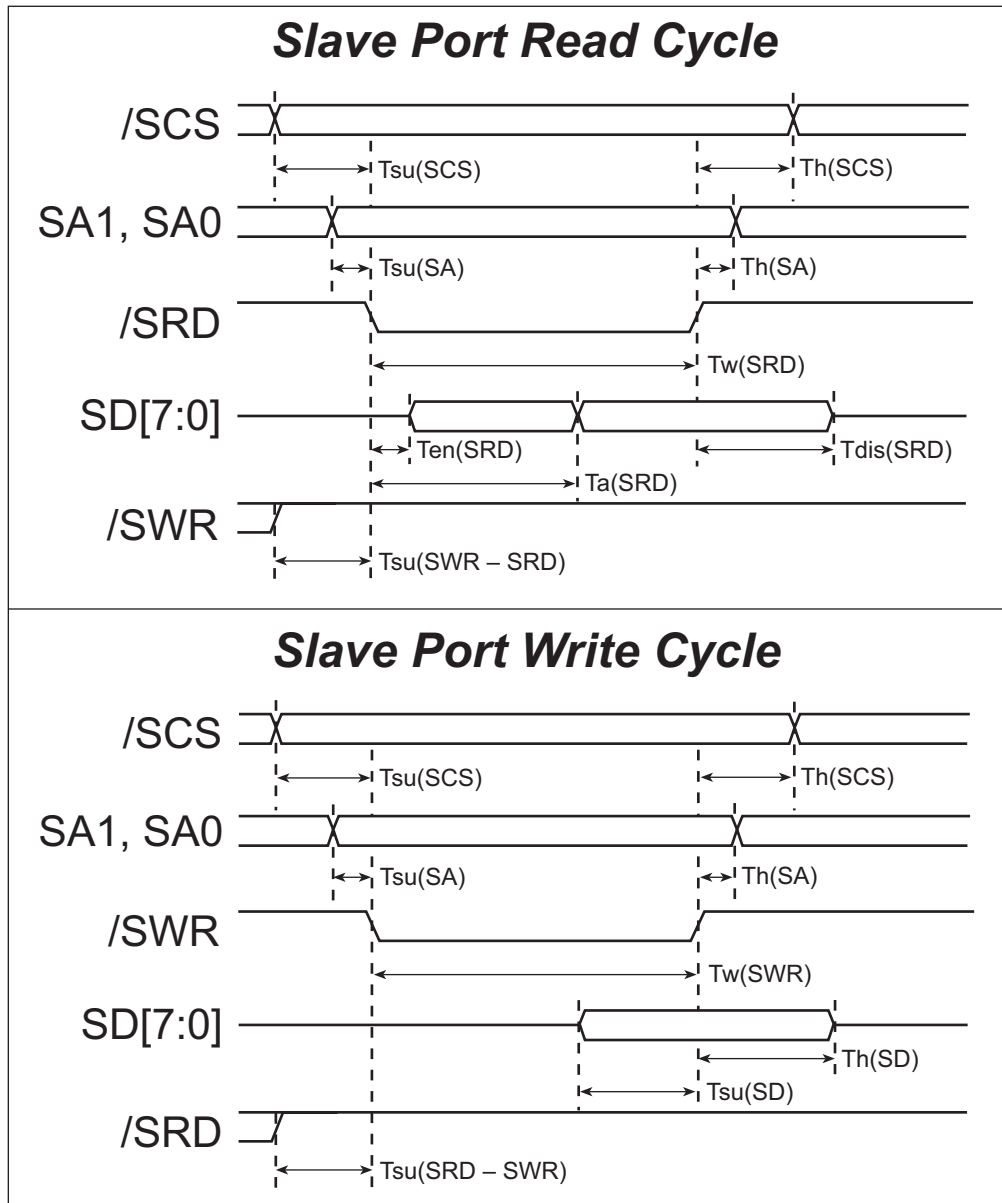 Slave Port Read Cycle
/SCS
Tsu(SCS)
Th(SCS)
SA1, SA0
Tsu(SA)
Th(SA)
/SRD
Tw(SRD)
SD[7:0]
Ten(SRD)
Tdis(SRD)
Ta(SRD)
/SWR
Tsu(SWR – SRD)
Slave Port Write Cycle
/SCS
Tsu(SCS)
Th(SCS)
SA1, SA0
Tsu(SA)
Th(SA)
/SWR
Tw(SWR)
SD[7:0]
Th(SD)
Tsu(SD)
/SRD
Tsu(SRD – SWR)